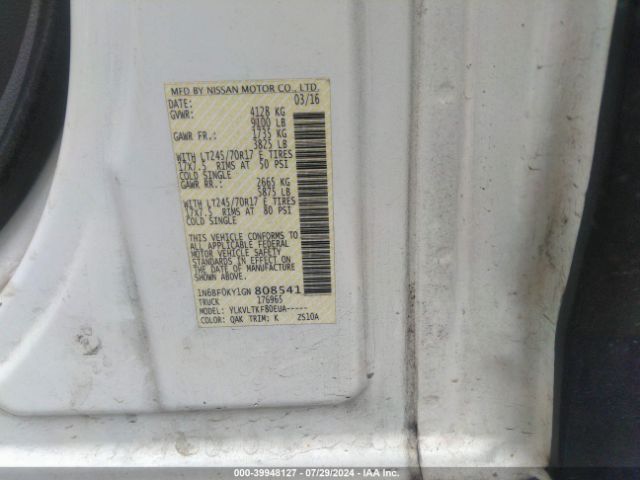 MFD BY NISSAN MOTOR CO., LTD.
DATE: 03/16
GVWR: 4128 KG
9100 LB
GAWR FR.: 1735 KG
3825 LB
WITH LT245/70R17 E TIRES
17X7.5 RIMS AT 50 PSI
COLD SINGLE
GAWR RR.: 2665 KG
5875 LB
WITH LT245/70R17 E TIRES
17X7.5 RIMS AT 80 PSI
COLD SINGLE
THIS VEHICLE CONFORMS TO
ALL APPLICABLE FEDERAL
MOTOR VEHICLE SAFETY
STANDARDS IN EFFECT ON
THE DATE OF MANUFACTURE
SHOWN ABOVE.
1N6BF0KY1GN808541
TRUCK 176965
MODEL: YLKVLTKF80EUA-----
COLOR: QAK TRIM: K ZS10A
000-39948127 - 07/29/2024 - IAA Inc.